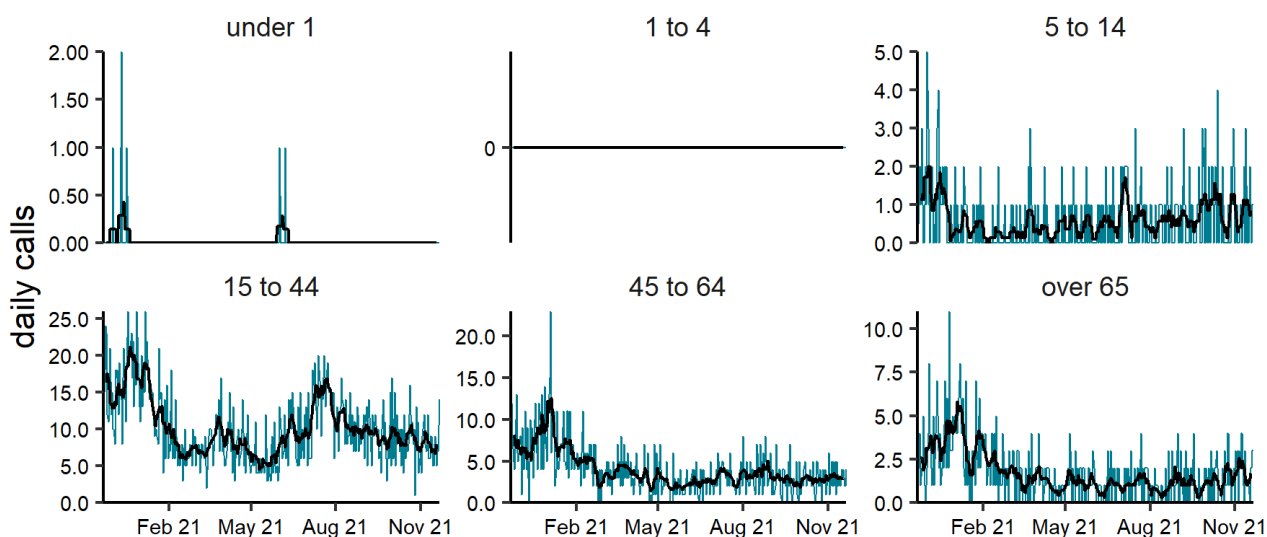 daily calls
under 1
2.00
1.50
1.00
0.50
0.00
1 to 4
0
5 to 14
5.0
4.0
3.0
2.0
1.0
0.0
15 to 44
25.0
20.0
15.0
10.0
5.0
0.0
Feb 21 May 21 Aug 21 Nov 21
45 to 64
20.0
15.0
10.0
5.0
0.0
Feb 21 May 21 Aug 21 Nov 21
over 65
10.0
7.5
5.0
2.5
0.0
Feb 21 May 21 Aug 21 Nov 21